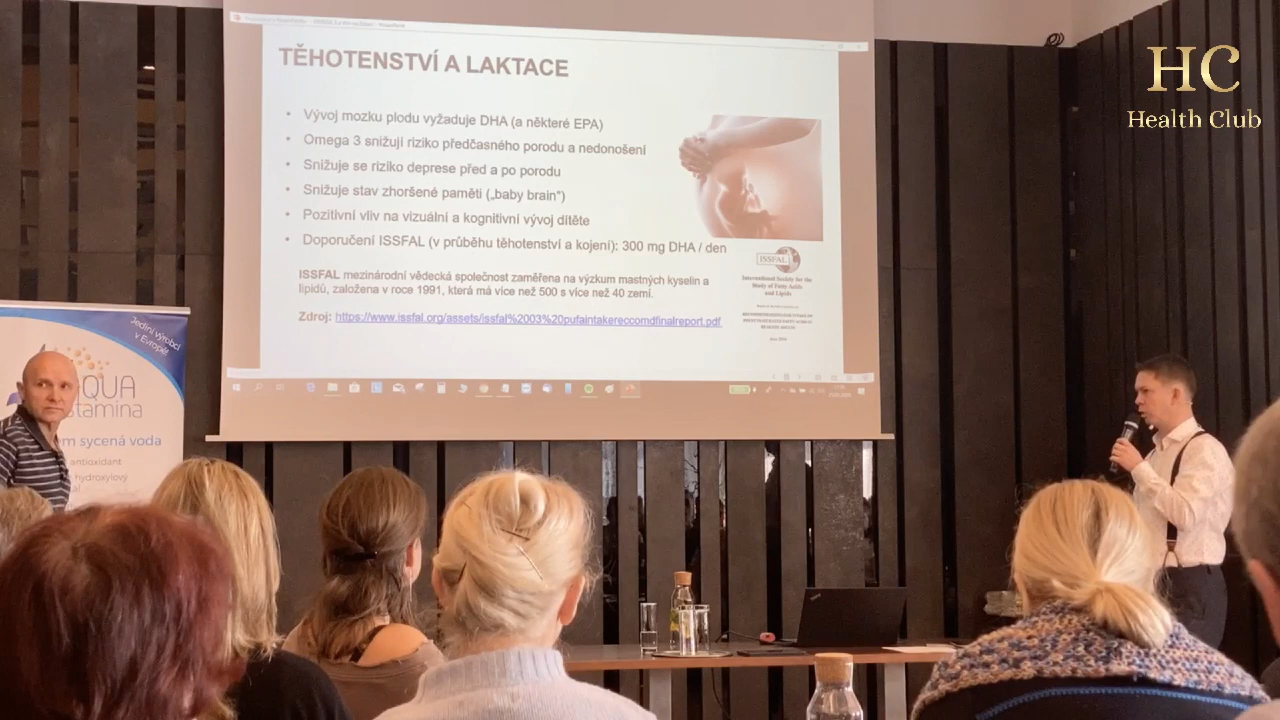 HC
Health Club
TĚHOTENSTVÍ A LAKTACE
• Vývoj mozku plodu vyžaduje DHA (a některé EPA)
• Omega 3 snižují riziko předčasného porodu a nedonošení
• Snižuje se riziko deprese před a po porodu
• Snižuje stav zhoršené paměti („baby brain")
• Pozitivní vliv na vizuální a kognitivní vývoj dítěte
• Doporučení ISSFAL (v průběhu těhotenství a kojení): 300 mg DHA / den
ISSFAL mezinárodní vědecká společnost zaměřena na výzkum mastných kyselin a
lipidů, založena v roce 1991, která má více než 500 s více než 40 zemí.
Zdroj: https://www.issfal.org/assets/issfal%2003%20pufaintakereccomdfinalreport.pdf
ISSFAL
International Society for the
Study of Fatty Acids
and Lipids
Jediní výrobci
v Evropě!
AQUA
stamina
sycená voda
antioxidant
hydroxylový